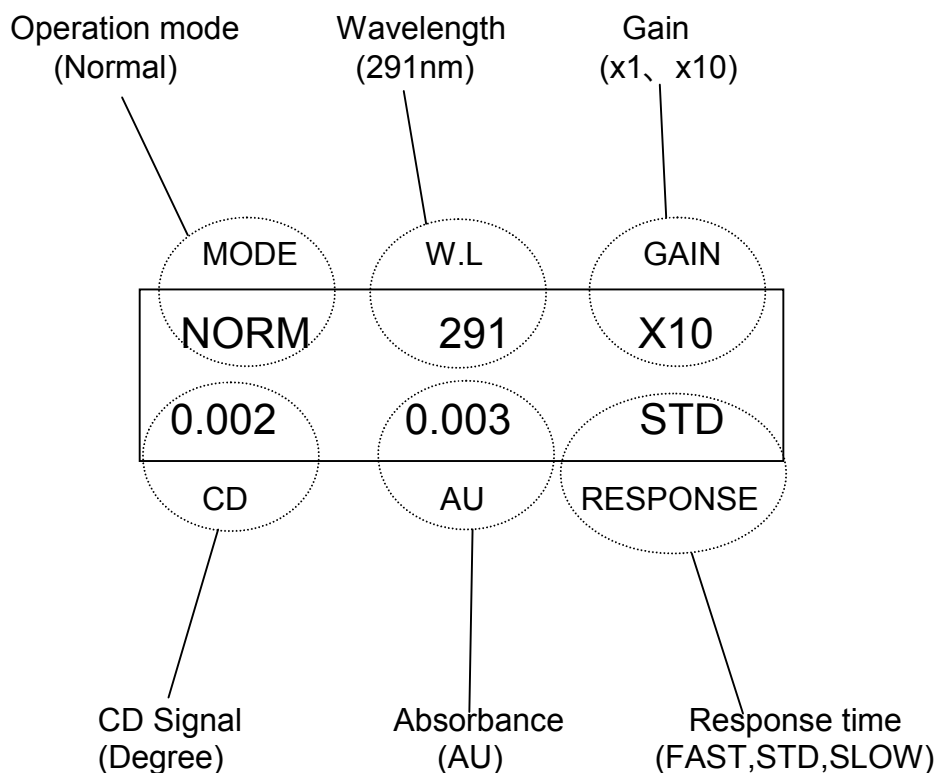 Operation mode
(Normal)
Wavelength
(291nm)
Gain
(x1、 x10)
MODE W.L GAIN
NORM 291 X10
0.002 0.003 STD
CD AU RESPONSE
CD Signal
(Degree)
Absorbance
(AU)
Response time
(FAST,STD,SLOW)